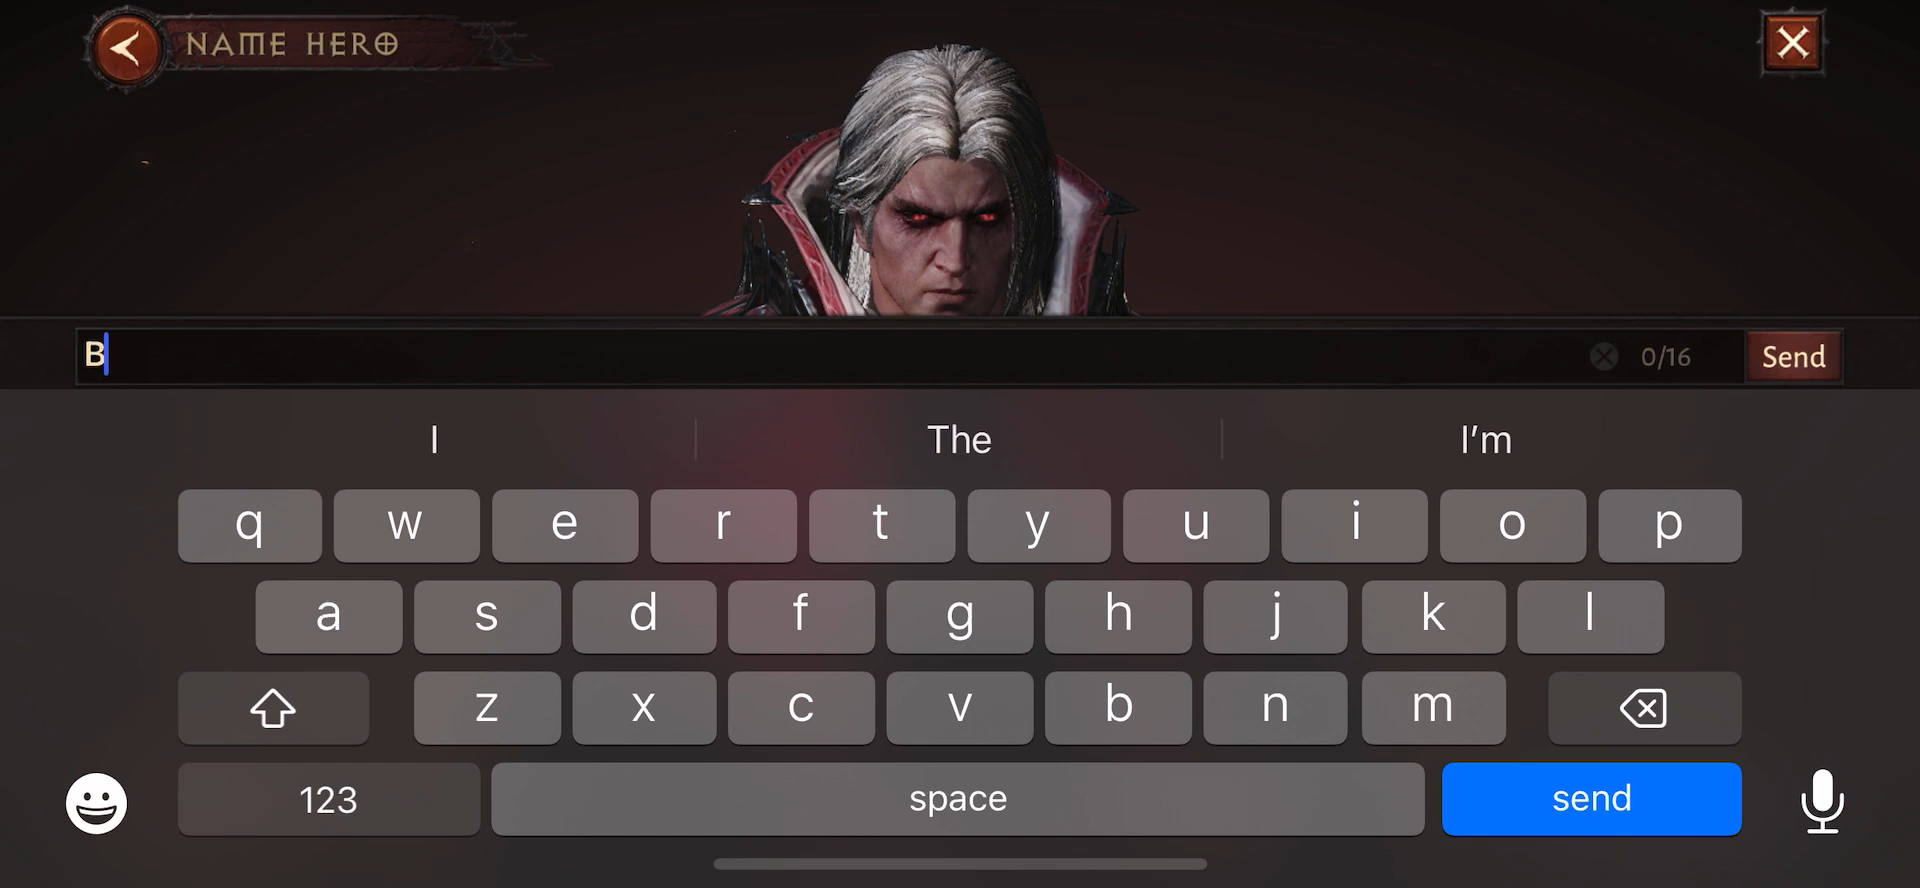 NAME HERO
B
0/16
Send
I
The
I'm
q w e r t y u i o p
a s d f g h j k l
z x c v b n m
123
space
send